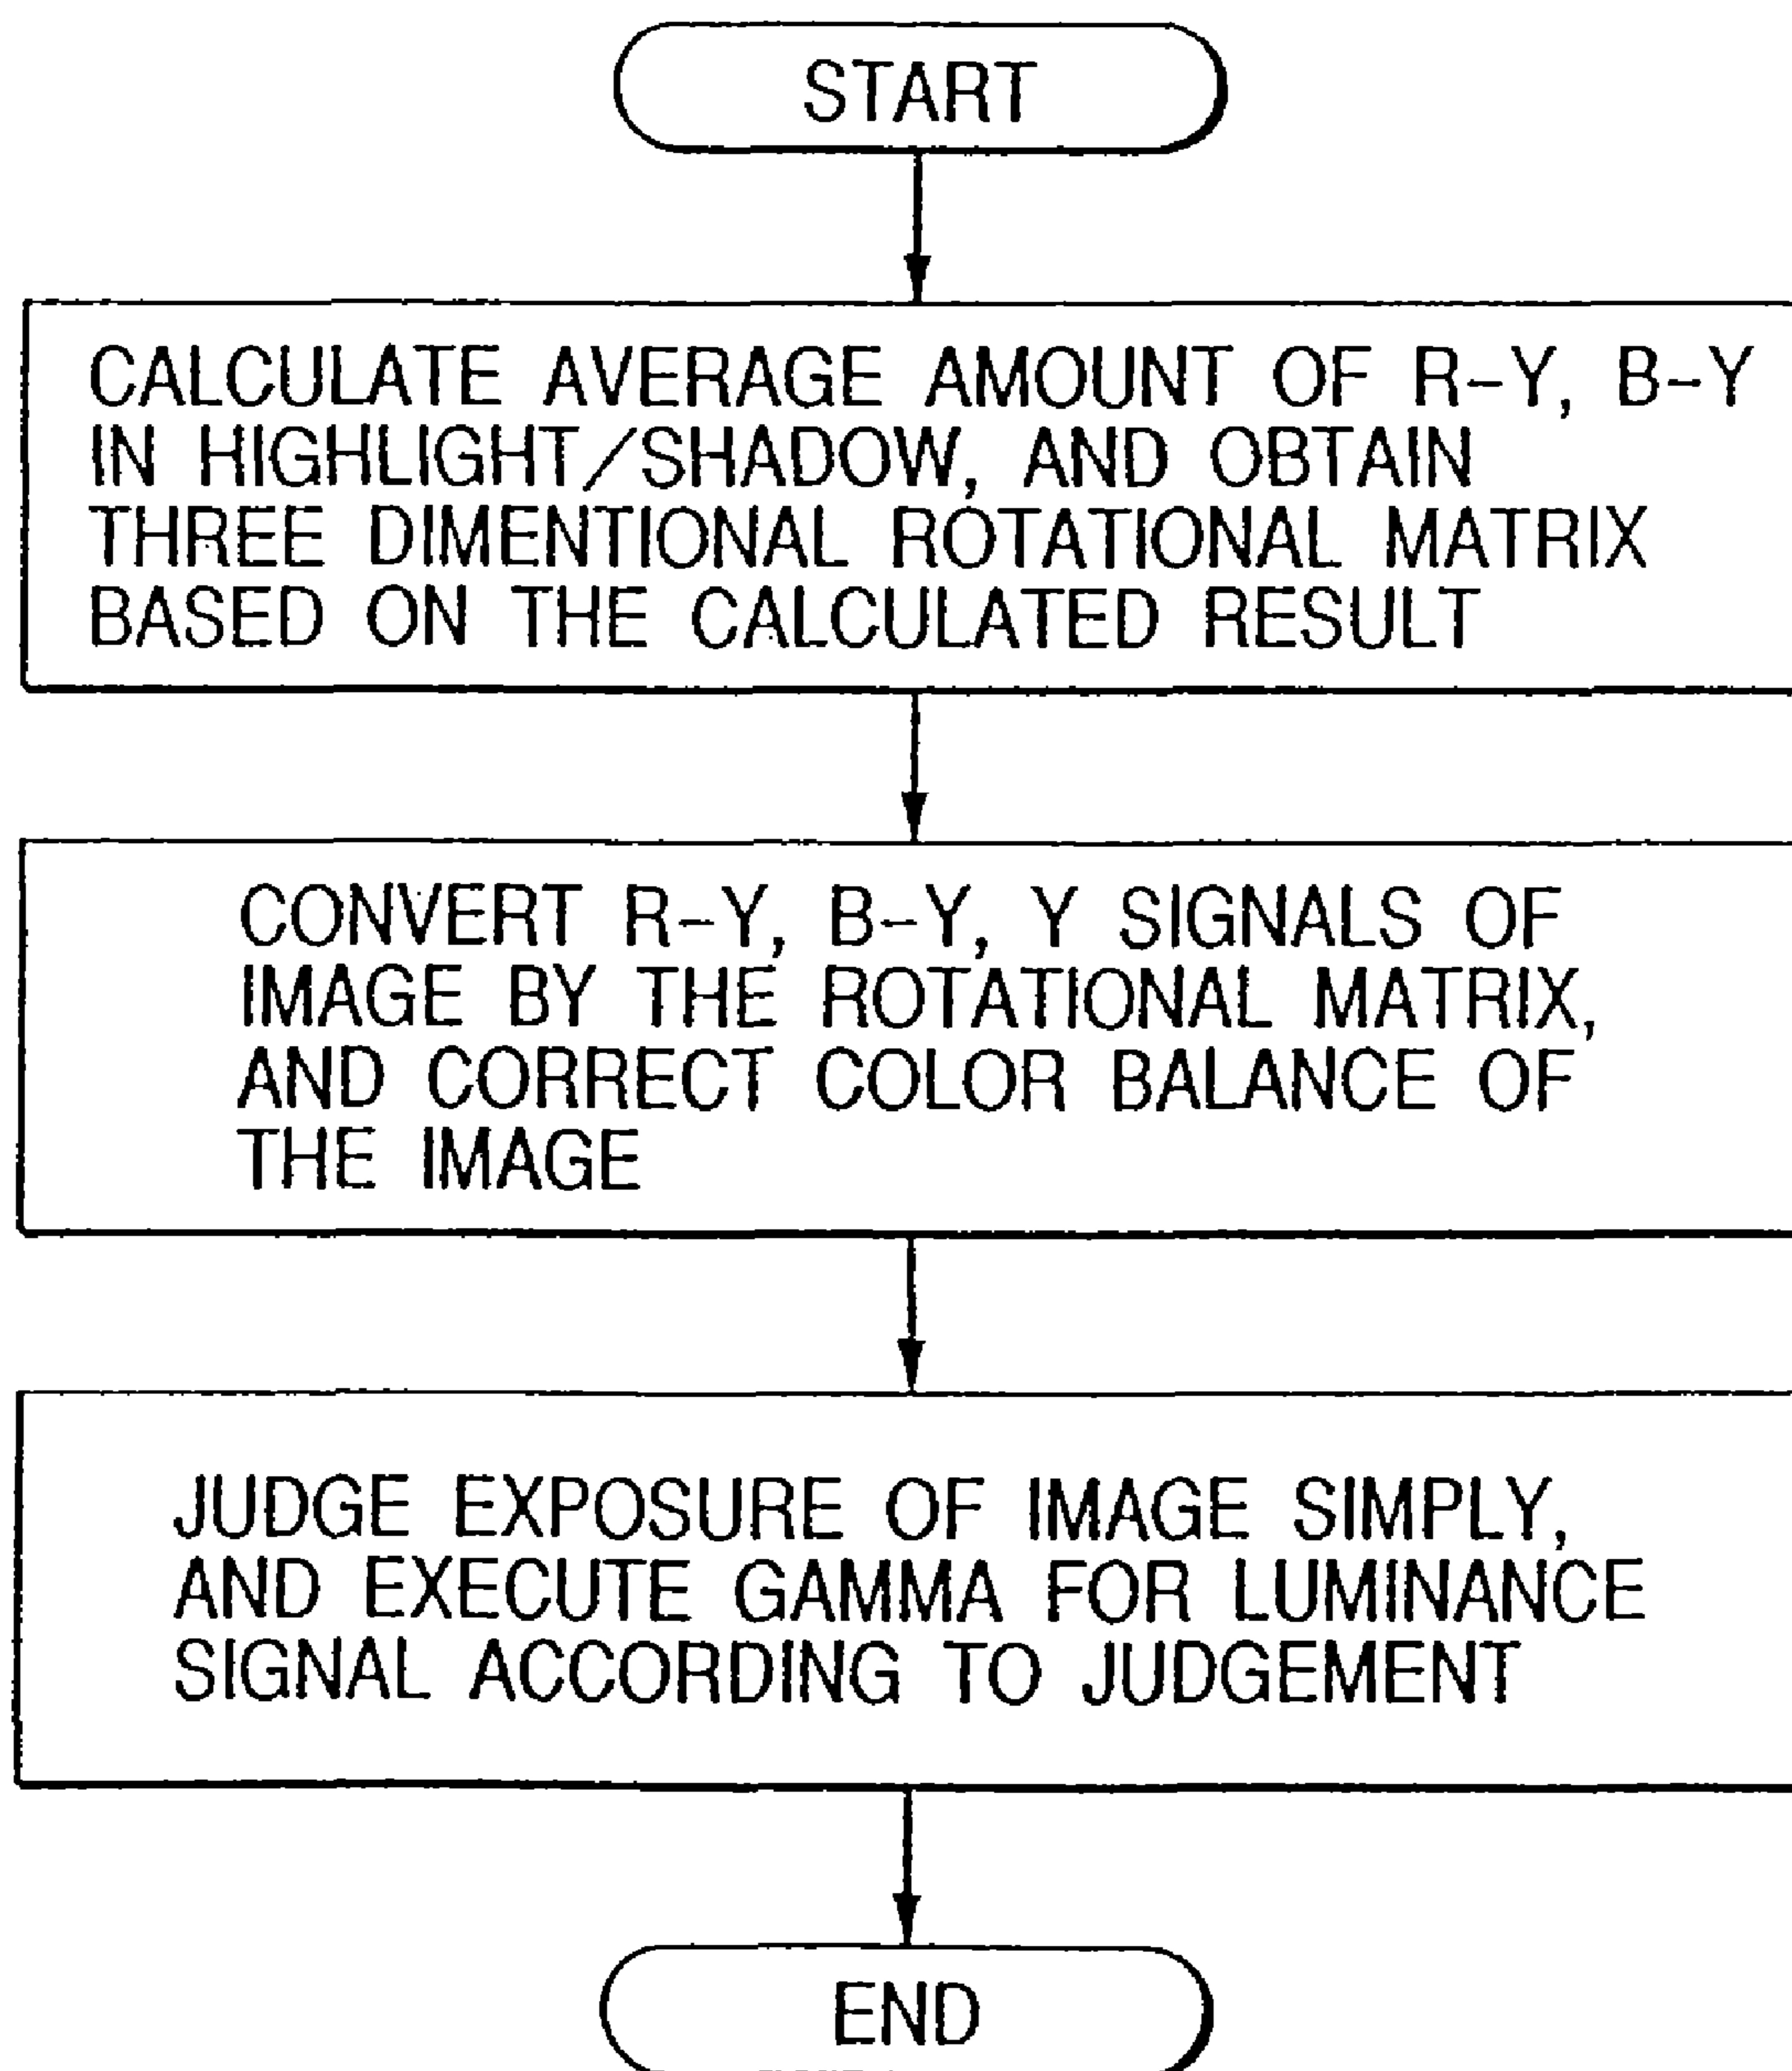 START
CALCULATE AVERAGE AMOUNT OF R-Y, B-Y
IN HIGHLIGHT/SHADOW, AND OBTAIN
THREE DIMENTIONAL ROTATIONAL MATRIX
BASED ON THE CALCULATED RESULT
CONVERT R-Y, B-Y, Y SIGNALS OF
IMAGE BY THE ROTATIONAL MATRIX,
AND CORRECT COLOR BALANCE OF
THE IMAGE
JUDGE EXPOSURE OF IMAGE SIMPLY,
AND EXECUTE GAMMA FOR LUMINANCE
SIGNAL ACCORDING TO JUDGEMENT
END